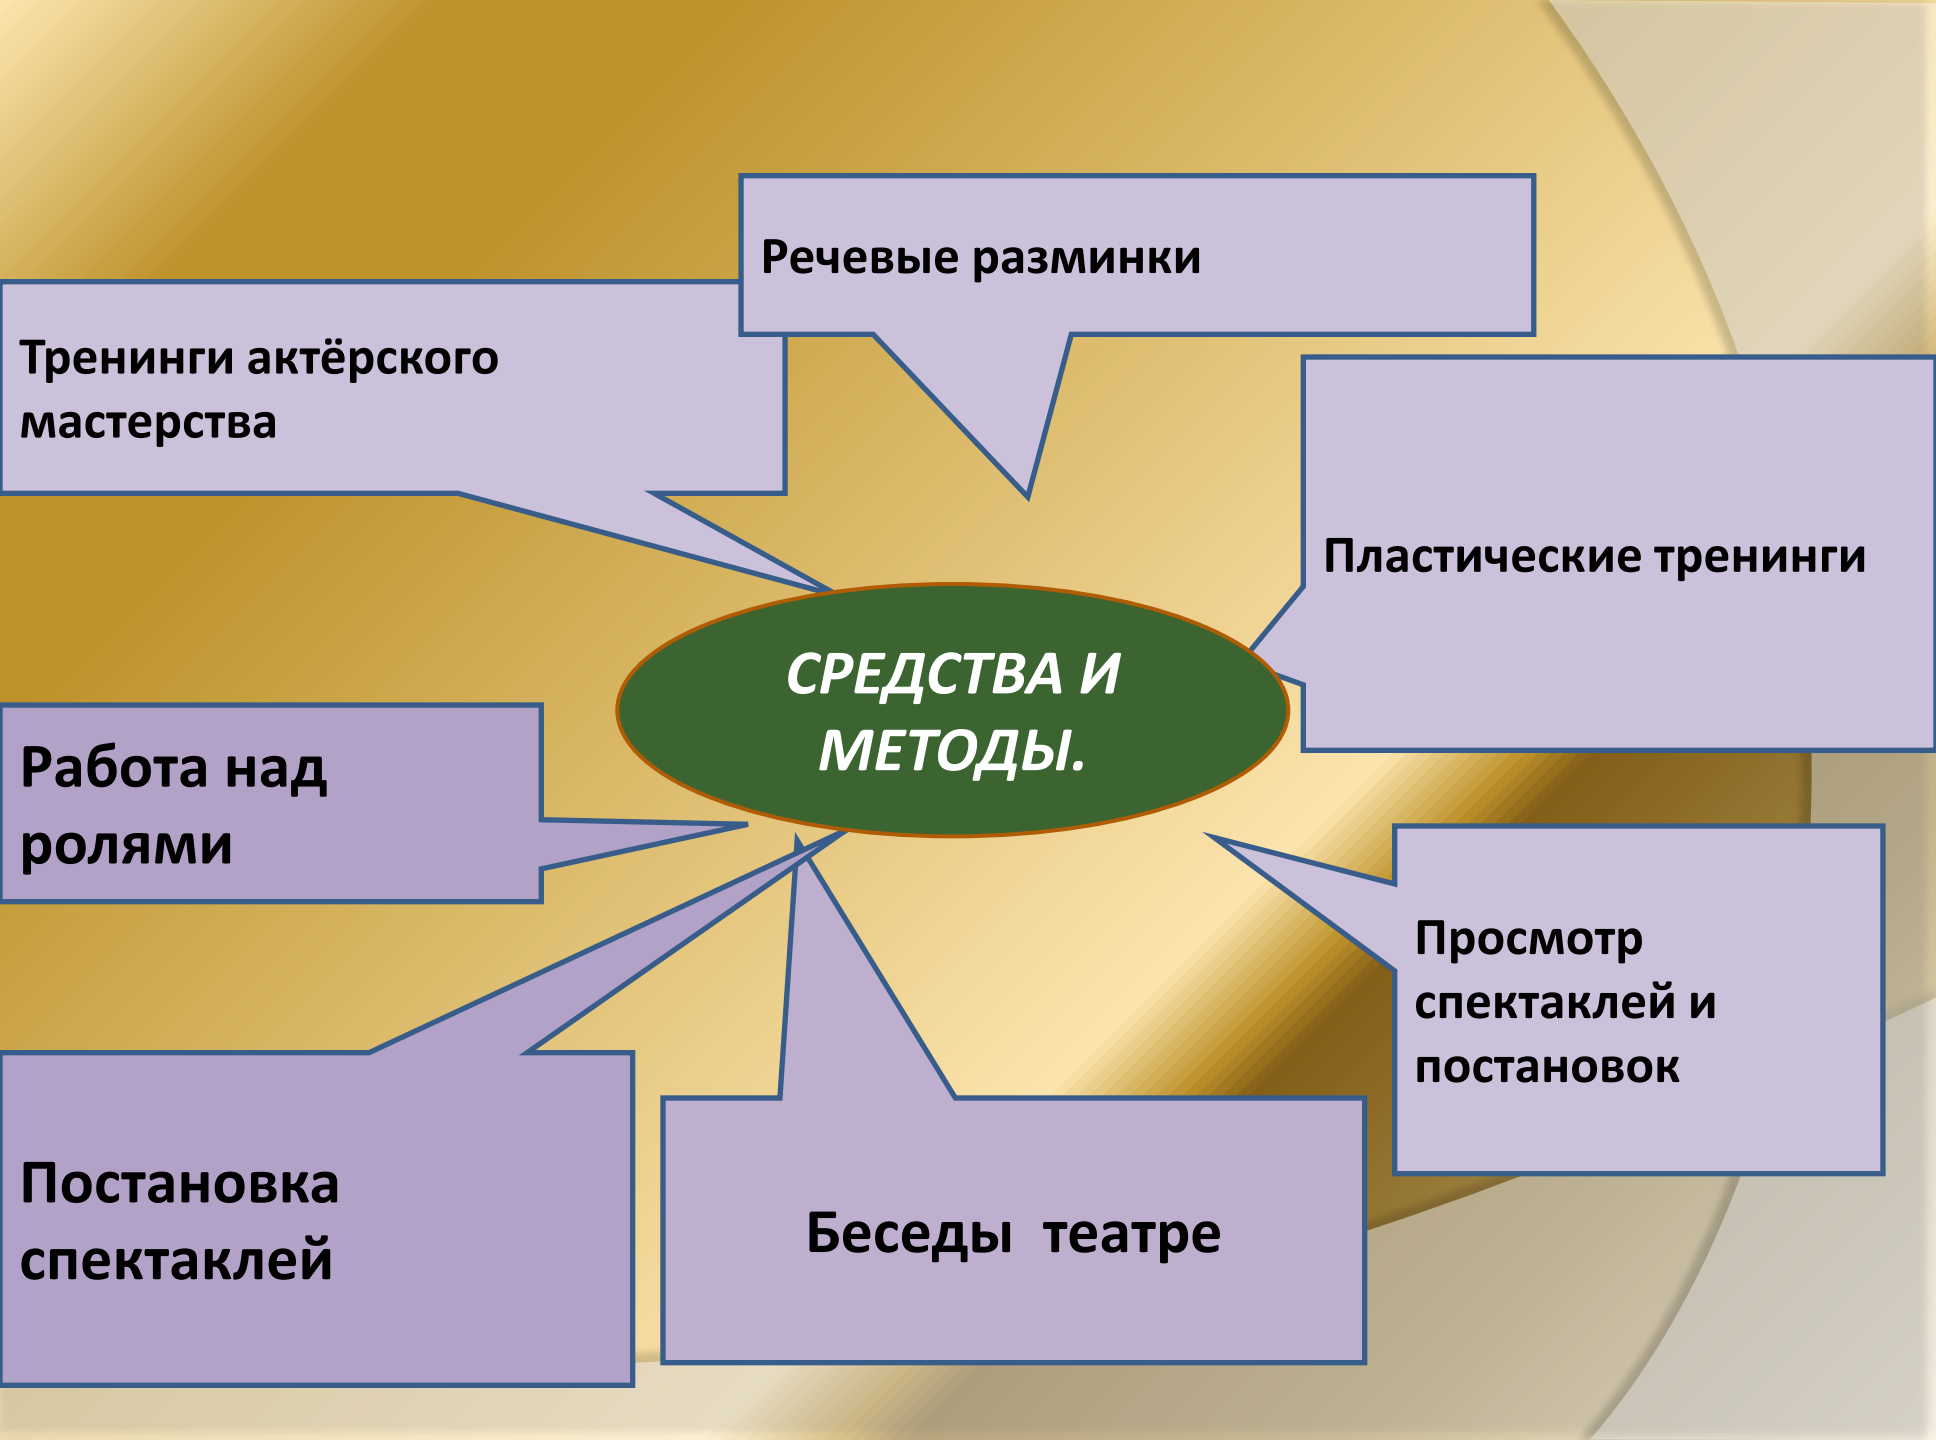 Речевые разминки
Тренинги актёрского
мастерства
Пластические тренинги
СРЕДСТВА И
МЕТОДЫ.
Работа над
ролями
Просмотр
спектаклей и
постановок
Постановка
спектаклей
Беседы  театре